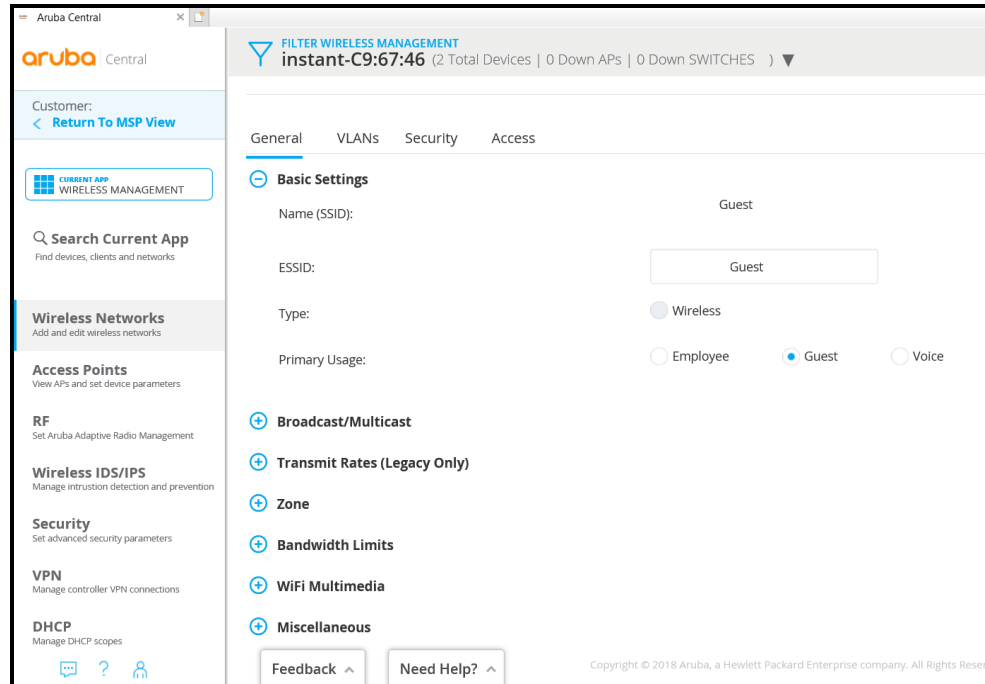 Aruba Central ×
aruba Central
FILTER WIRELESS MANAGEMENT
instant-C9:67:46 (2 Total Devices | 0 Down APs | 0 Down SWITCHES ) ▼
Customer:
< Return To MSP View
General VLANs Security Access
CURRENT APP
WIRELESS MANAGEMENT
Basic Settings
Name (SSID): Guest
Search Current App
Find devices, clients and networks
ESSID: Guest
Type: Wireless
Primary Usage: Employee Guest Voice
Wireless Networks
Add and edit wireless networks
Access Points
View APs and set device parameters
RF
Set Aruba Adaptive Radio Management
Wireless IDS/IPS
Manage intrustion detection and prevention
Security
Set advanced security parameters
VPN
Manage controller VPN connections
DHCP
Manage DHCP scopes
Broadcast/Multicast
Transmit Rates (Legacy Only)
Zone
Bandwidth Limits
WiFi Multimedia
Miscellaneous
?
Feedback Need Help?
Copyright © 2018 Aruba, a Hewlett Packard Enterprise company. All Rights Reser